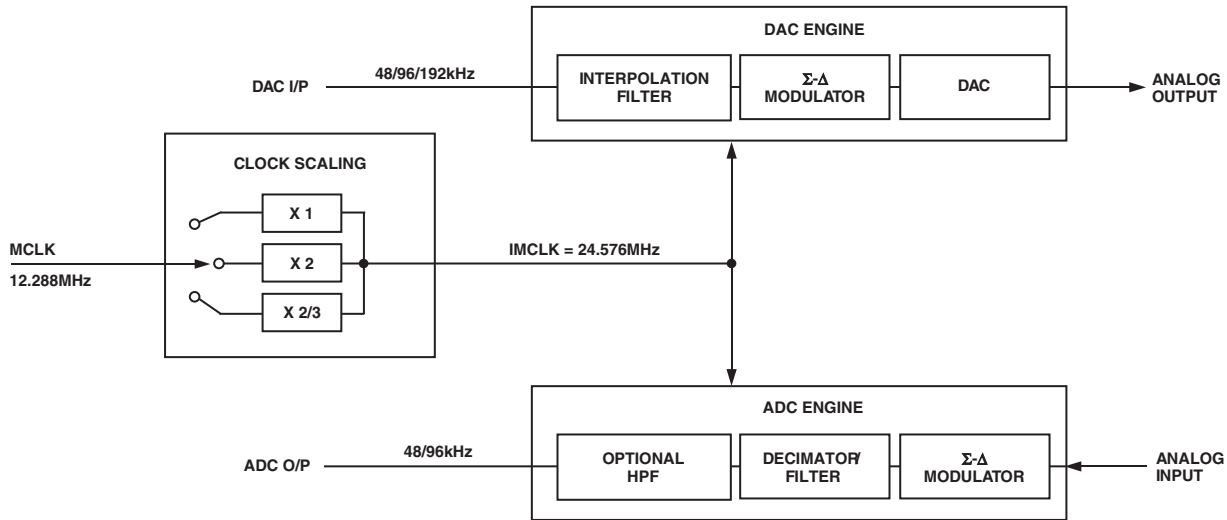 DAC ENGINE
DAC I/P
48/96/192kHz
INTERPOLATION
FILTER
Σ-Δ
MODULATOR
DAC
ANALOG
OUTPUT
CLOCK SCALING
X 1
MCLK
12.288MHz
X 2
IMCLK = 24.576MHz
X 2/3
ADC ENGINE
ADC O/P
48/96kHz
OPTIONAL
HPF
DECIMATOR/
FILTER
Σ-Δ
MODULATOR
ANALOG
INPUT